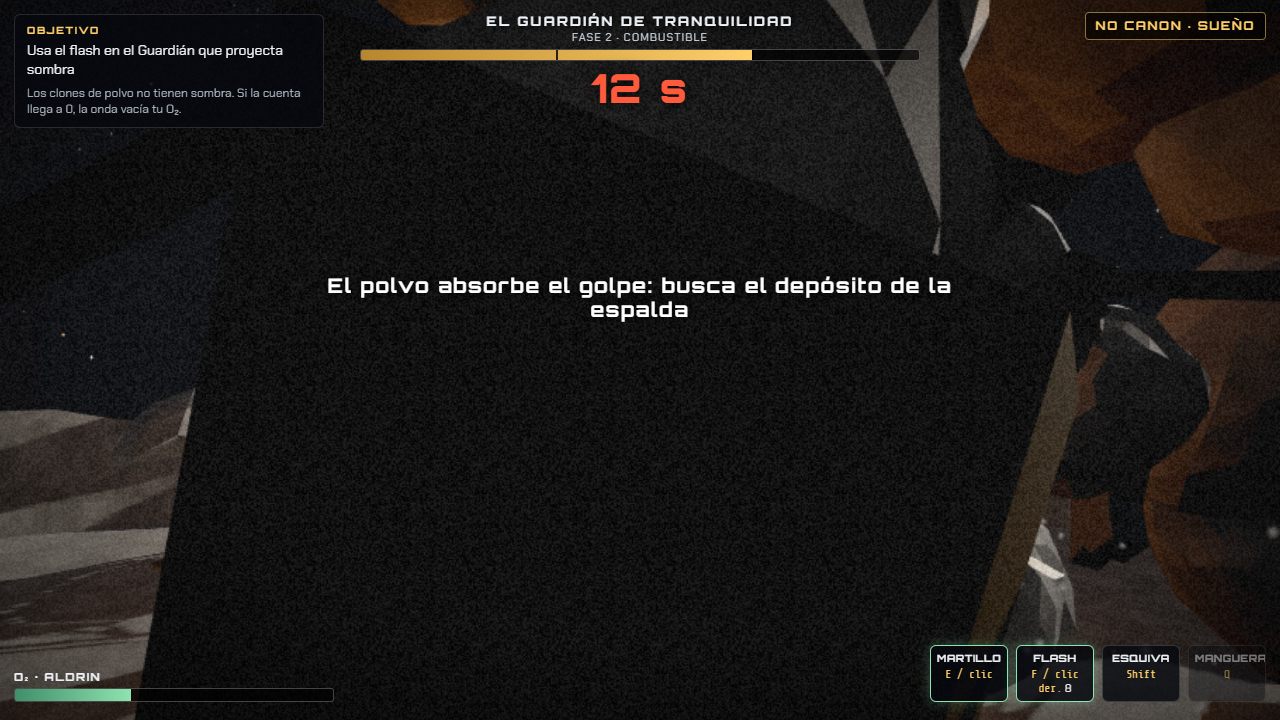 OBJETIVO
Usa el flash en el Guardián que proyecta
sombra
Los clones de polvo no tienen sombra. Si la cuenta
llega a 0, la onda vacía tu O₂.
EL GUARDIÁN DE TRANQUILIDAD
FASE 2 · COMBUSTIBLE
12 s
NO CANON · SUEÑO
El polvo absorbe el golpe: busca el depósito de la
espalda
O₂ · ALDRIN
MARTILLO
E / clic
FLASH
F / clic
der. 8
ESQUIVA
Shift
MANGUERA
Q